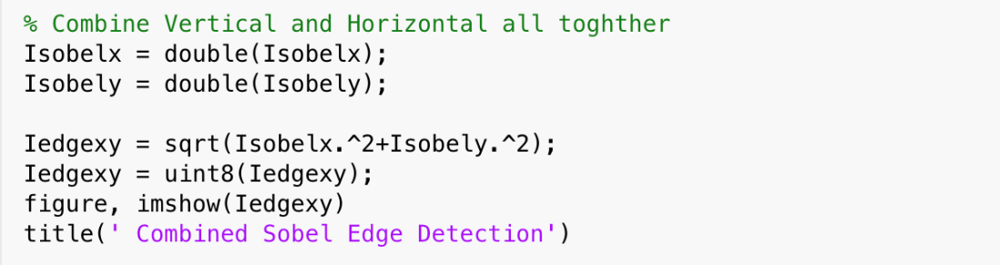 % Combine Vertical and Horizontal all toghther
Isobelx = double(Isobelx);
Isobely = double(Isobely);
Iedgexy = sqrt(Isobelx.^2+Isobely.^2);
Iedgexy = uint8(Iedgexy);
figure, imshow(Iedgexy)
title(' Combined Sobel Edge Detection')